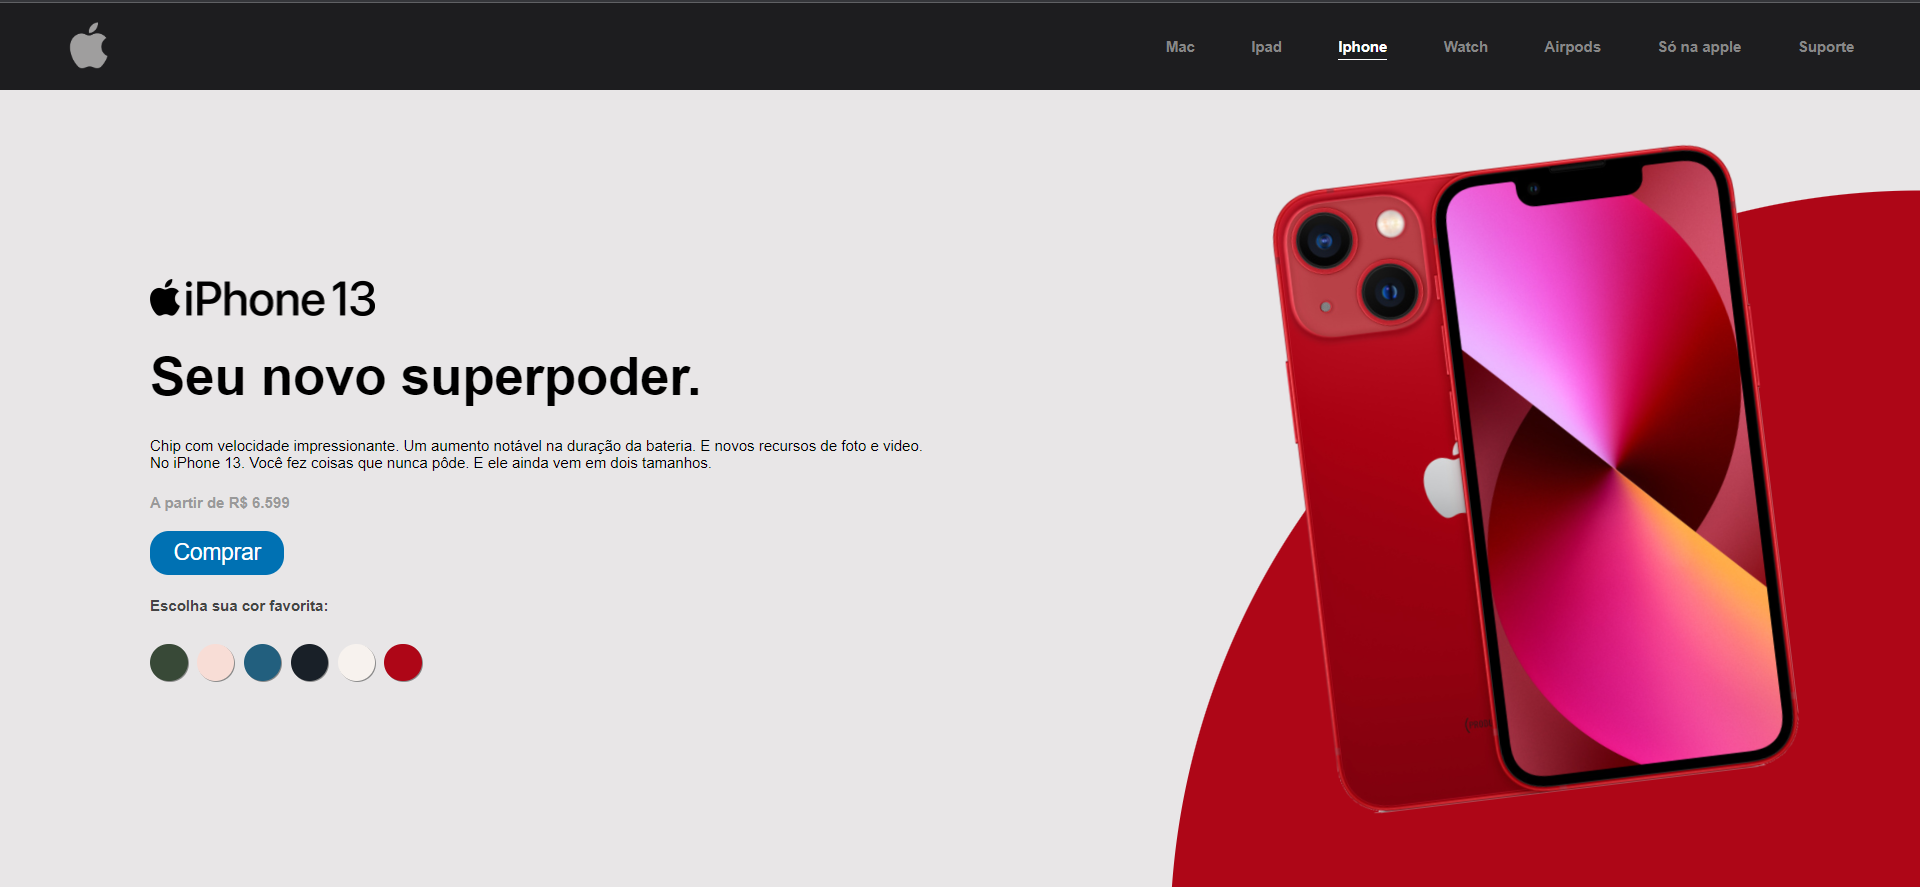 Mac Ipad Iphone Watch Airpods Só na apple Suporte
iPhone 13
Seu novo superpoder.
Chip com velocidade impressionante. Um aumento notável na duração da bateria. E novos recursos de foto e video.
No iPhone 13. Você fez coisas que nunca pôde. E ele ainda vem em dois tamanhos.
A partir de R$ 6.599
Comprar
Escolha sua cor favorita: